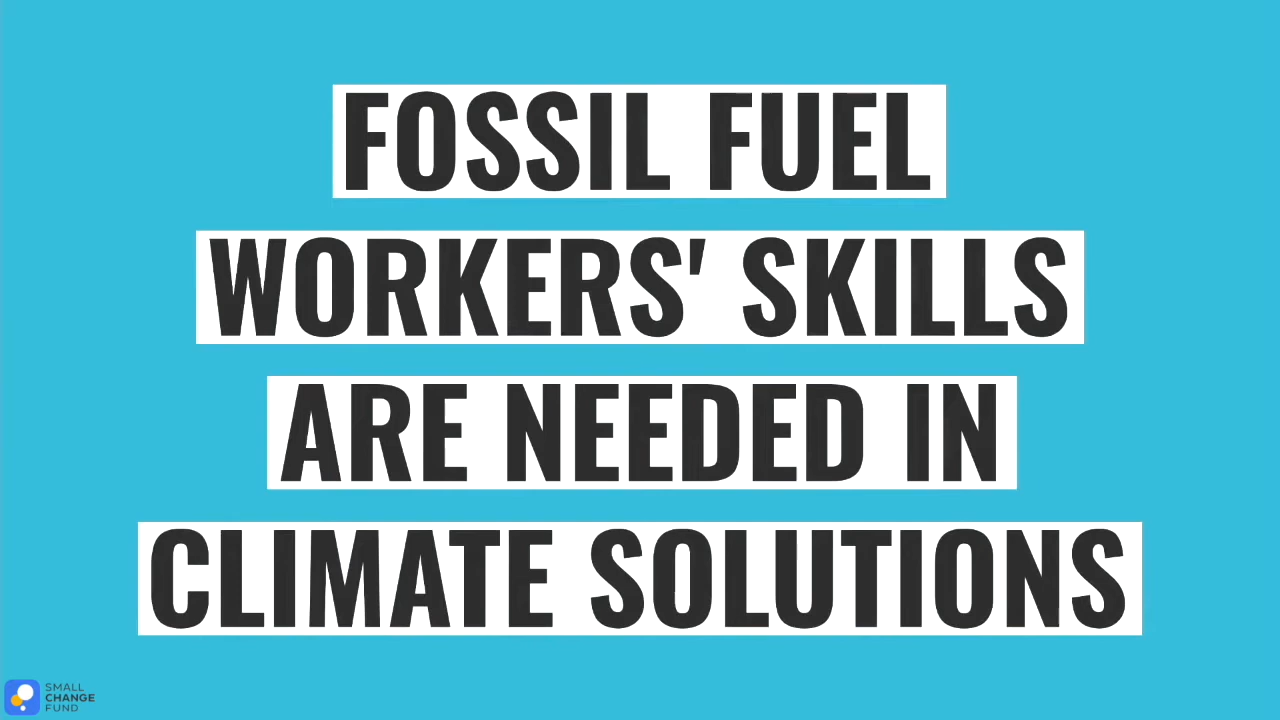 FOSSIL FUEL
WORKERS' SKILLS
ARE NEEDED IN
CLIMATE SOLUTIONS
SMALL
CHANGE
FUND